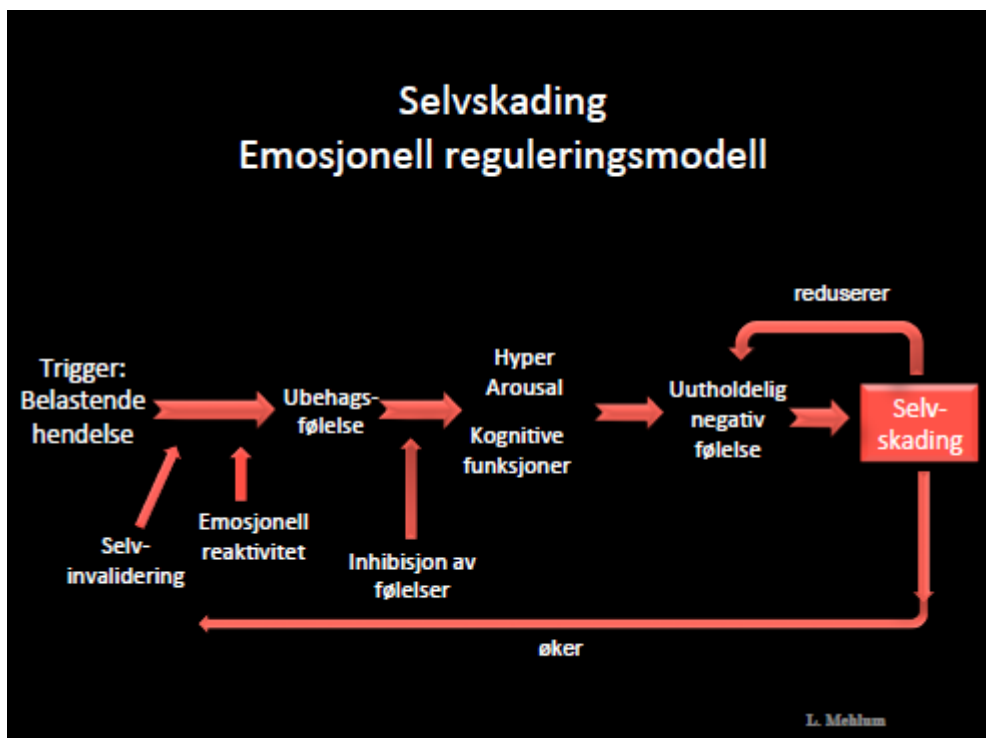 Selvskading
Emosjonell reguleringsmodell
reduserer
Trigger:
Belastende
hendelse
Ubehags-
følelse
Hyper
Arousal
Kognitive
funksjoner
Uutholdelig
negativ
følelse
Selv-
skading
Selv-
invalidering
Emosjonell
reaktivitet
Inhibisjon av
følelser
øker
L. Mehlum